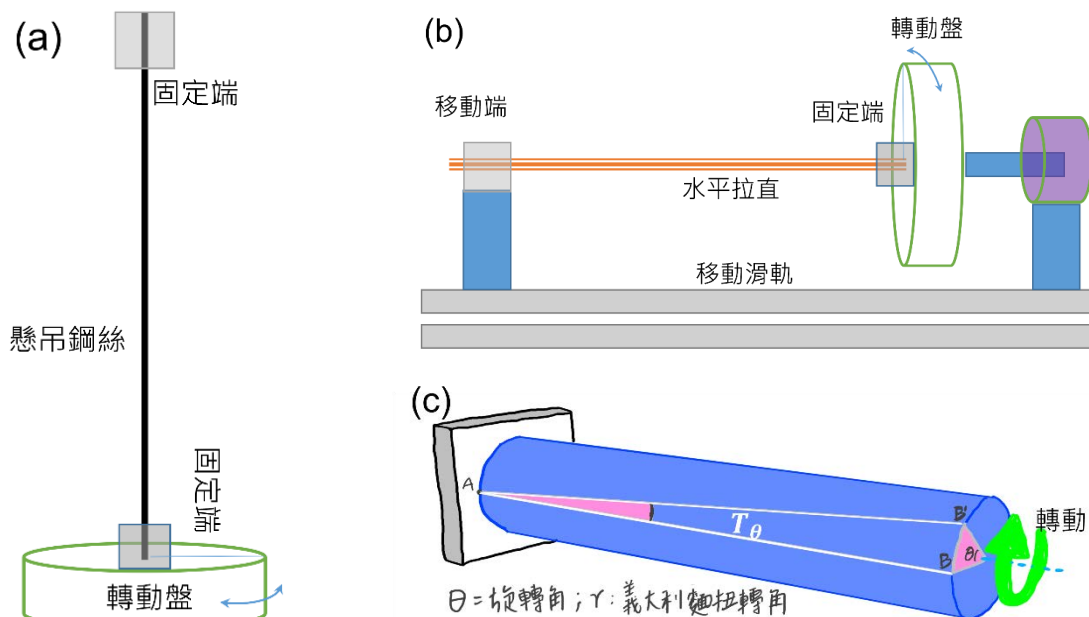 (a)
固定端
懸吊鋼絲
固定端
轉動盤
(b)
轉動盤
移動端
固定端
水平拉直
移動滑軌
(c)
A
Tθ
B'
B
θr
轉動
θ=旋轉角；γ：義大利麵扭轉角